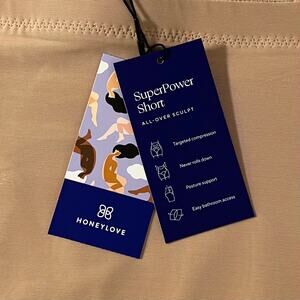 SuperPower
Short
ALL-OVER SCULPT
Targeted compression
Never rolls down
Posture support
Easy bathroom access
HONEYLOVE